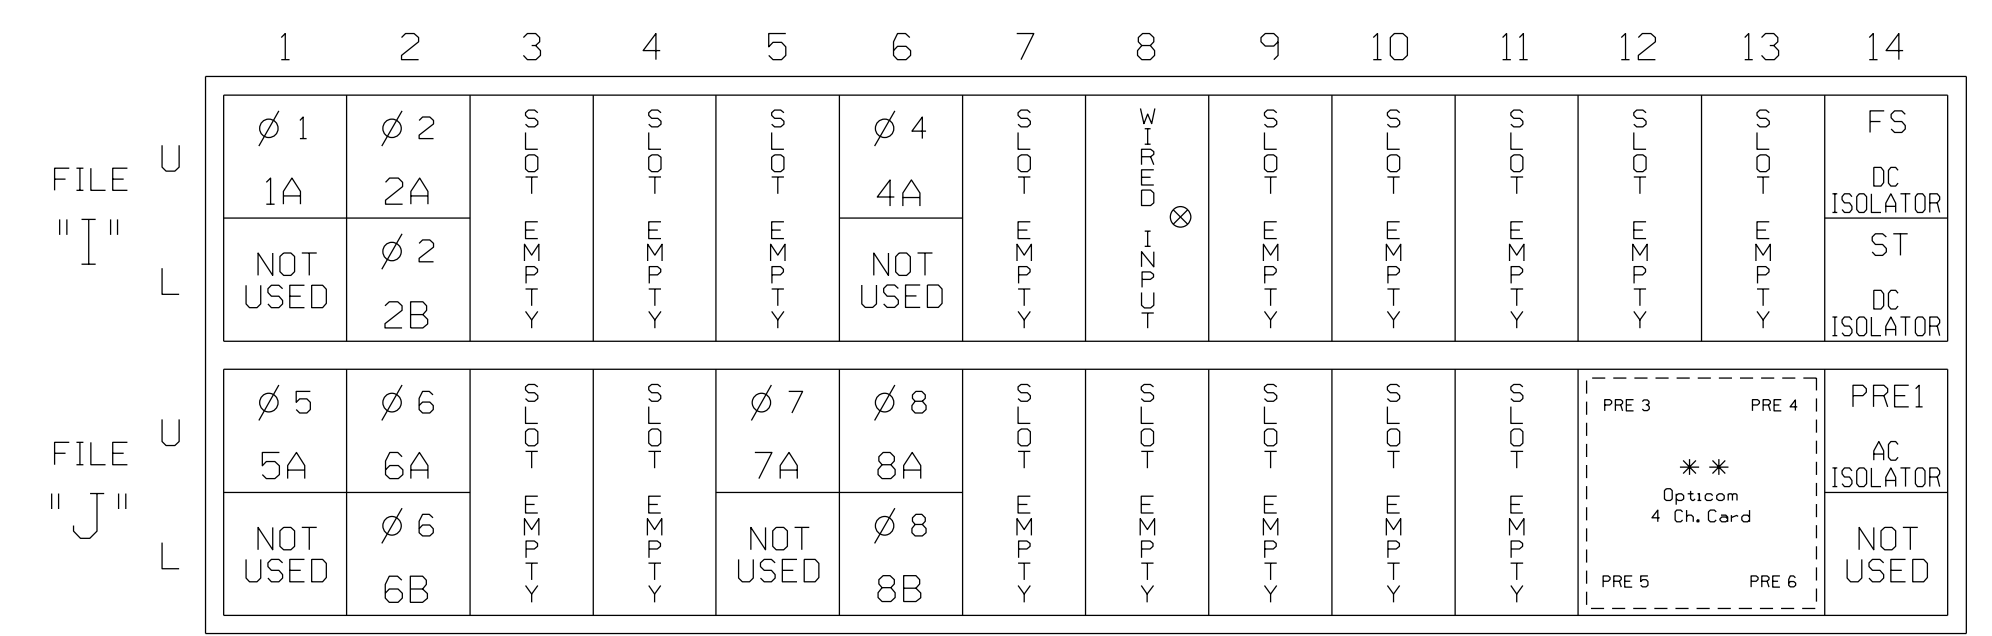 1 2 3 4 5 6 7 8 9 10 11 12 13 14
FILE "I"
U
L
Ø 1
1A
NOT USED
Ø 2
2A
Ø 2
2B
SLOT EMPTY
SLOT EMPTY
SLOT EMPTY
Ø 4
4A
NOT USED
SLOT EMPTY
WIRED INPUT ⊗
SLOT EMPTY
SLOT EMPTY
SLOT EMPTY
SLOT EMPTY
SLOT EMPTY
FS
DC
ISOLATOR
ST
DC
ISOLATOR
FILE "J"
U
L
Ø 5
5A
NOT USED
Ø 6
6A
Ø 6
6B
SLOT EMPTY
SLOT EMPTY
Ø 7
7A
NOT USED
Ø 8
8A
Ø 8
8B
SLOT EMPTY
SLOT EMPTY
SLOT EMPTY
SLOT EMPTY
SLOT EMPTY
PRE 3 PRE 4
* *
Opticom
4 Ch. Card
PRE 5 PRE 6
PRE1
AC
ISOLATOR
NOT USED